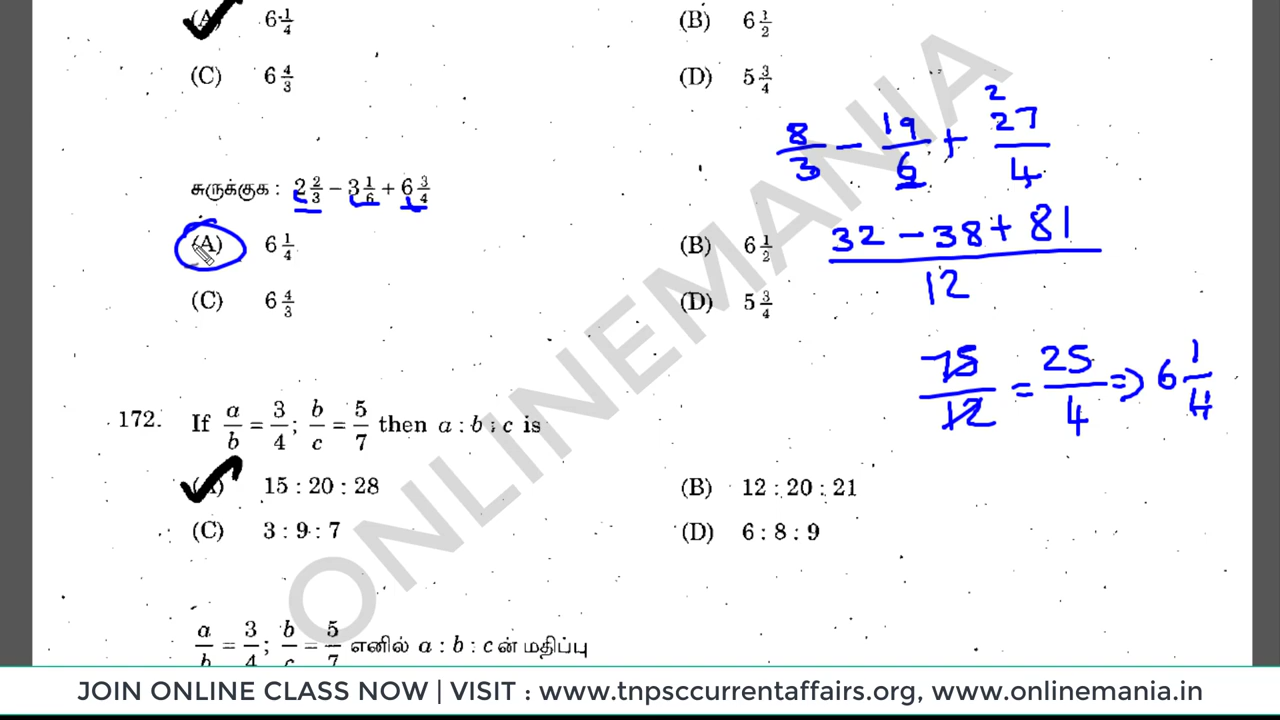 (A) 6 1/4 (B) 6 1/2
(C) 6 4/3 (D) 5 3/4
சுருக்குக : 2 2/3 − 3 1/6 + 6 3/4
(A) 6 1/4 (B) 6 1/2
(C) 6 4/3 (D) 5 3/4
2
8/3 − 19/6 + 27/4
32 − 38 + 81
12
75/12 = 25/4 ⇒ 6 1/4
172. If a/b = 3/4; b/c = 5/7 then a : b : c is
(A) 15 : 20 : 28 (B) 12 : 20 : 21
(C) 3 : 9 : 7 (D) 6 : 8 : 9
a/b = 3/4; b/c = 5/7 எனில் a : b : c ன் மதிப்பு
ONLINEMANIA
JOIN ONLINE CLASS NOW | VISIT : www.tnpsccurrentaffairs.org, www.onlinemania.in